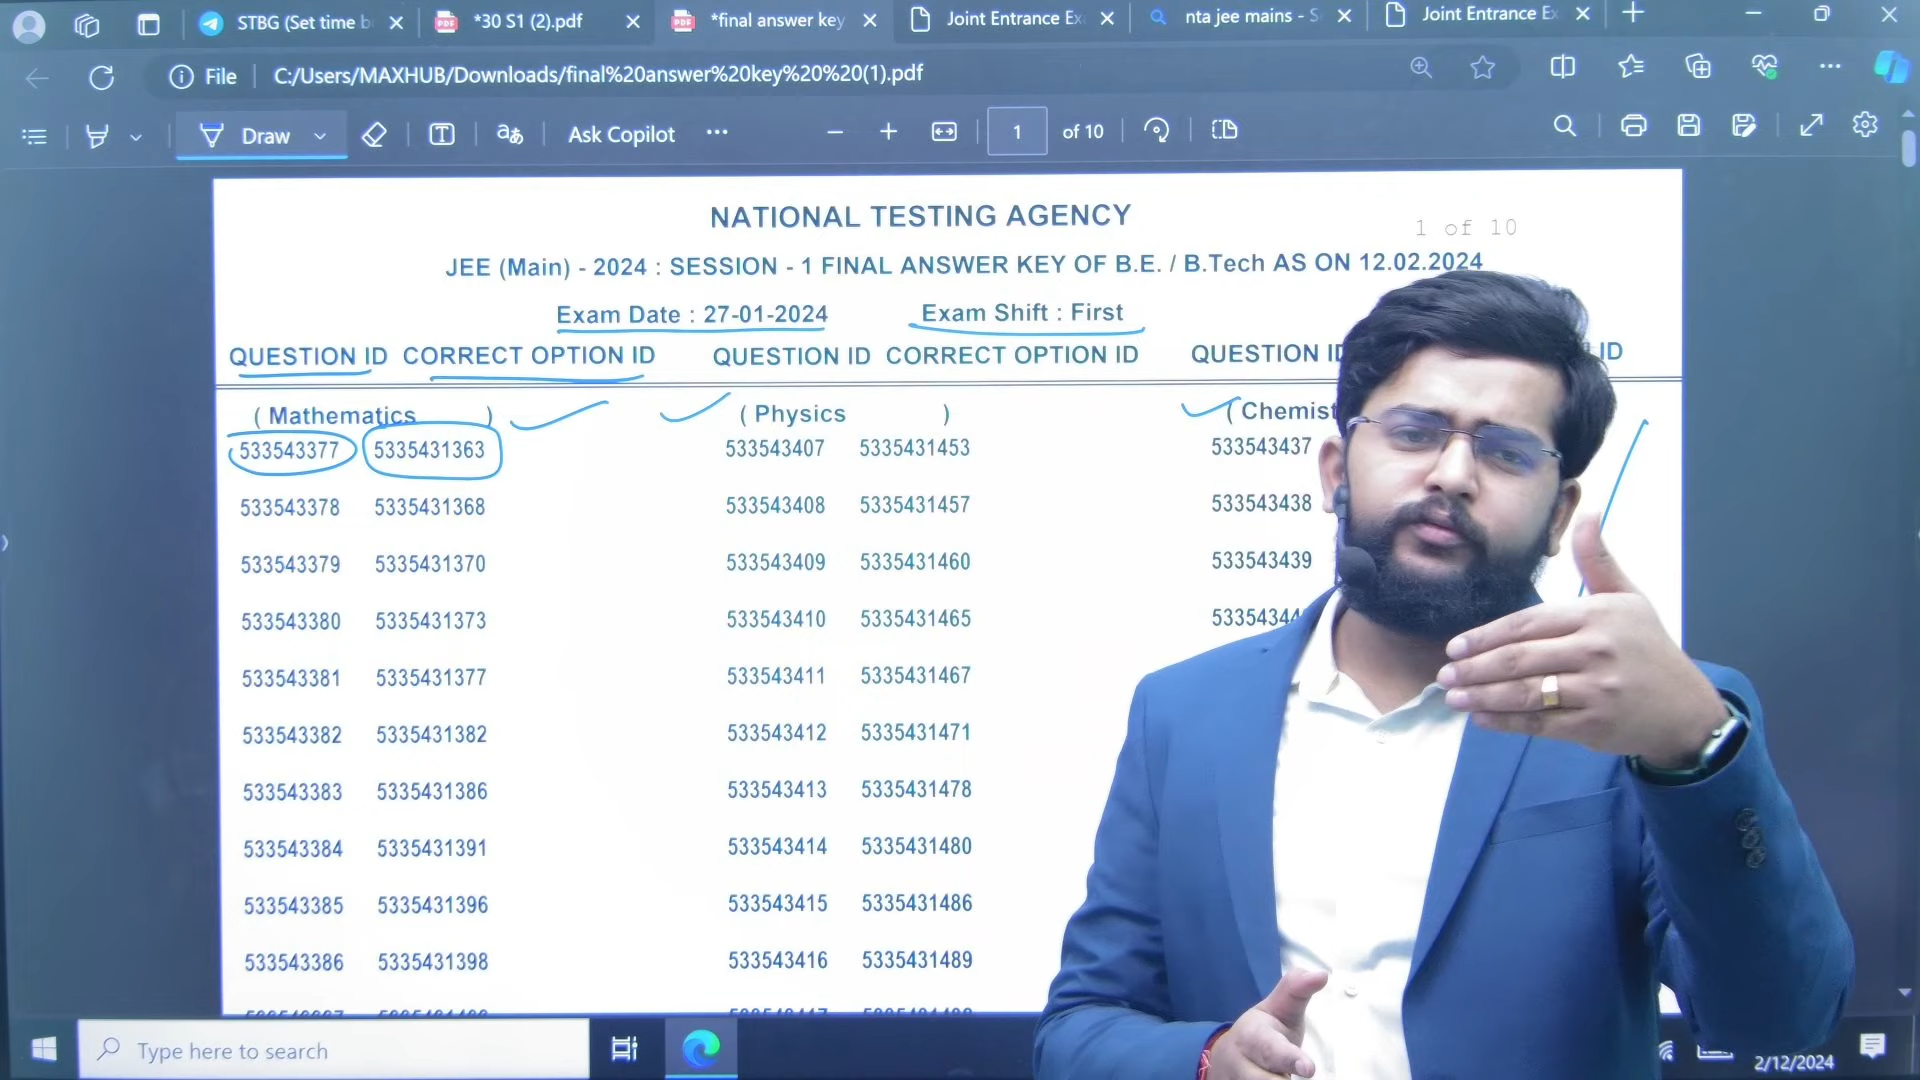 STBG (Set time b
*30 S1 (2).pdf
*final answer key
Joint Entrance Ex
nta jee mains - S
Joint Entrance Ex
File
C:/Users/MAXHUB/Downloads/final%20answer%20key%20%20(1).pdf
Draw
Ask Copilot
1
of 10
NATIONAL TESTING AGENCY
1 of 10
JEE (Main) - 2024 : SESSION - 1 FINAL ANSWER KEY OF B.E. / B.Tech AS ON 12.02.2024
Exam Date : 27-01-2024 Exam Shift : First
QUESTION ID CORRECT OPTION ID QUESTION ID CORRECT OPTION ID QUESTION ID ID
( Mathematics ) ( Physics ) ( Chemist
533543377 5335431363 533543407 5335431453 533543437
533543378 5335431368 533543408 5335431457 533543438
533543379 5335431370 533543409 5335431460 533543439
533543380 5335431373 533543410 5335431465 53354344
533543381 5335431377 533543411 5335431467
533543382 5335431382 533543412 5335431471
533543383 5335431386 533543413 5335431478
533543384 5335431391 533543414 5335431480
533543385 5335431396 533543415 5335431486
533543386 5335431398 533543416 5335431489
Type here to search
2/12/2024